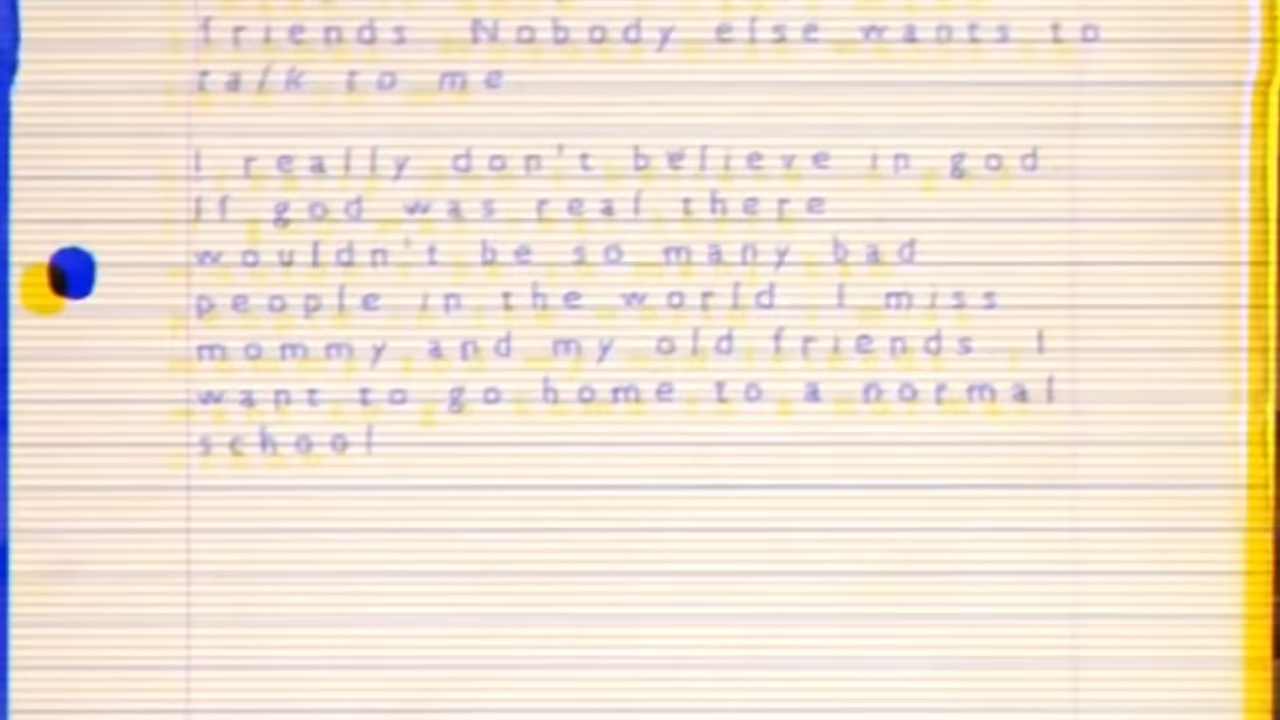 friends Nobody else wants to
talk to me
I really don't believe in god
If god was real there
wouldn't be so many bad
people in the world I miss
mommy and my old friends. I
want to go home to a normal
school